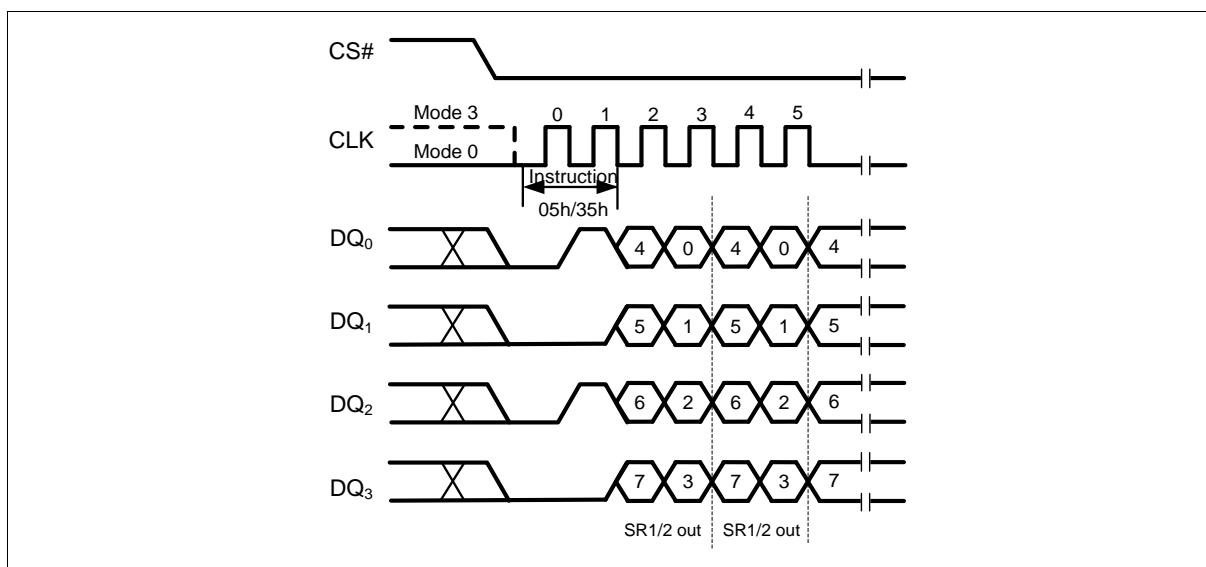 CS#
Mode 3 0 1 2 3 4 5
CLK
Mode 0
Instruction
05h/35h
DQ0 4 0 4 0 4
DQ1 5 1 5 1 5
DQ2 6 2 6 2 6
DQ3 7 3 7 3 7
SR1/2 out SR1/2 out